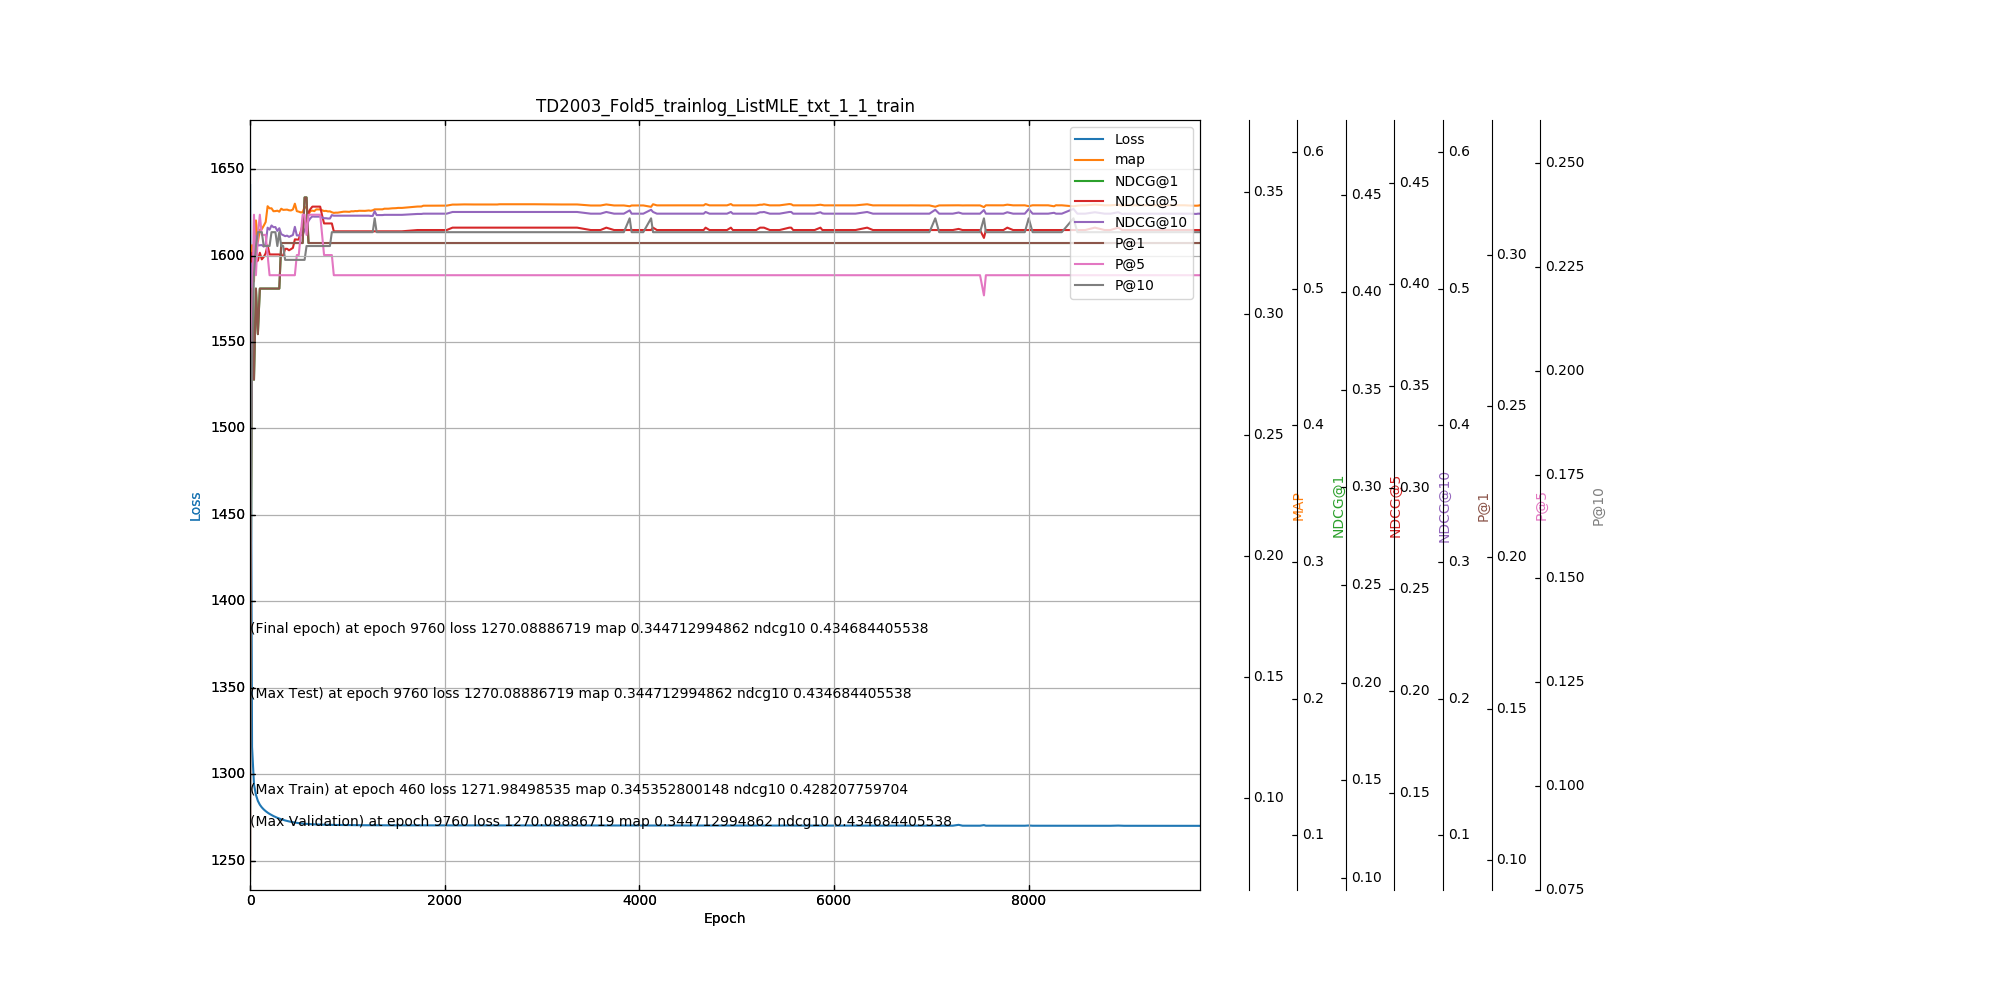 TD2003_Fold5_trainlog_ListMLE_txt_1_1_train
Loss
map
NDCG@1
NDCG@5
NDCG@10
P@1
P@5
P@10
1650
1600
1550
1500
1450
1400
1350
1300
1250
Loss
(Final epoch) at epoch 9760 loss 1270.08886719 map 0.344712994862 ndcg10 0.434684405538
(Max Test) at epoch 9760 loss 1270.08886719 map 0.344712994862 ndcg10 0.434684405538
(Max Train) at epoch 460 loss 1271.98498535 map 0.345352800148 ndcg10 0.428207759704
(Max Validation) at epoch 9760 loss 1270.08886719 map 0.344712994862 ndcg10 0.434684405538
0 2000 4000 6000 8000
Epoch
0.35
0.30
0.25
0.20
0.15
0.10
MAP
0.6
0.5
0.4
0.3
0.2
0.1
NDCG@1
0.45
0.40
0.35
0.30
0.25
0.20
0.15
0.10
NDCG@5
0.45
0.40
0.35
0.30
0.25
0.20
0.15
NDCG@10
0.6
0.5
0.4
0.3
0.2
0.1
P@1
0.30
0.25
0.20
0.15
0.10
P@5
0.250
0.225
0.200
0.175
0.150
0.125
0.100
0.075
P@10